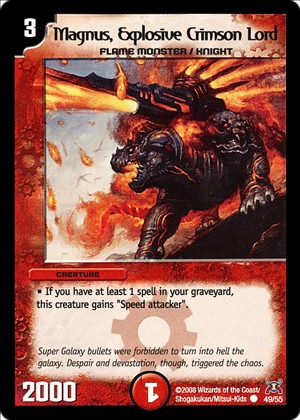 3
Magnus, Explosive Crimson Lord
FLAME MONSTER / KNIGHT
CREATURE
▪ If you have at least 1 spell in your graveyard,
this creature gains "Speed attacker".
Super Galaxy bullets were forbidden to turn into hell the
galaxy. Despair and devastation, though, triggered the chaos.
2000
1
©2008 Wizards of the Coast/
Shogakukan/Mitsui-Kids
49/55